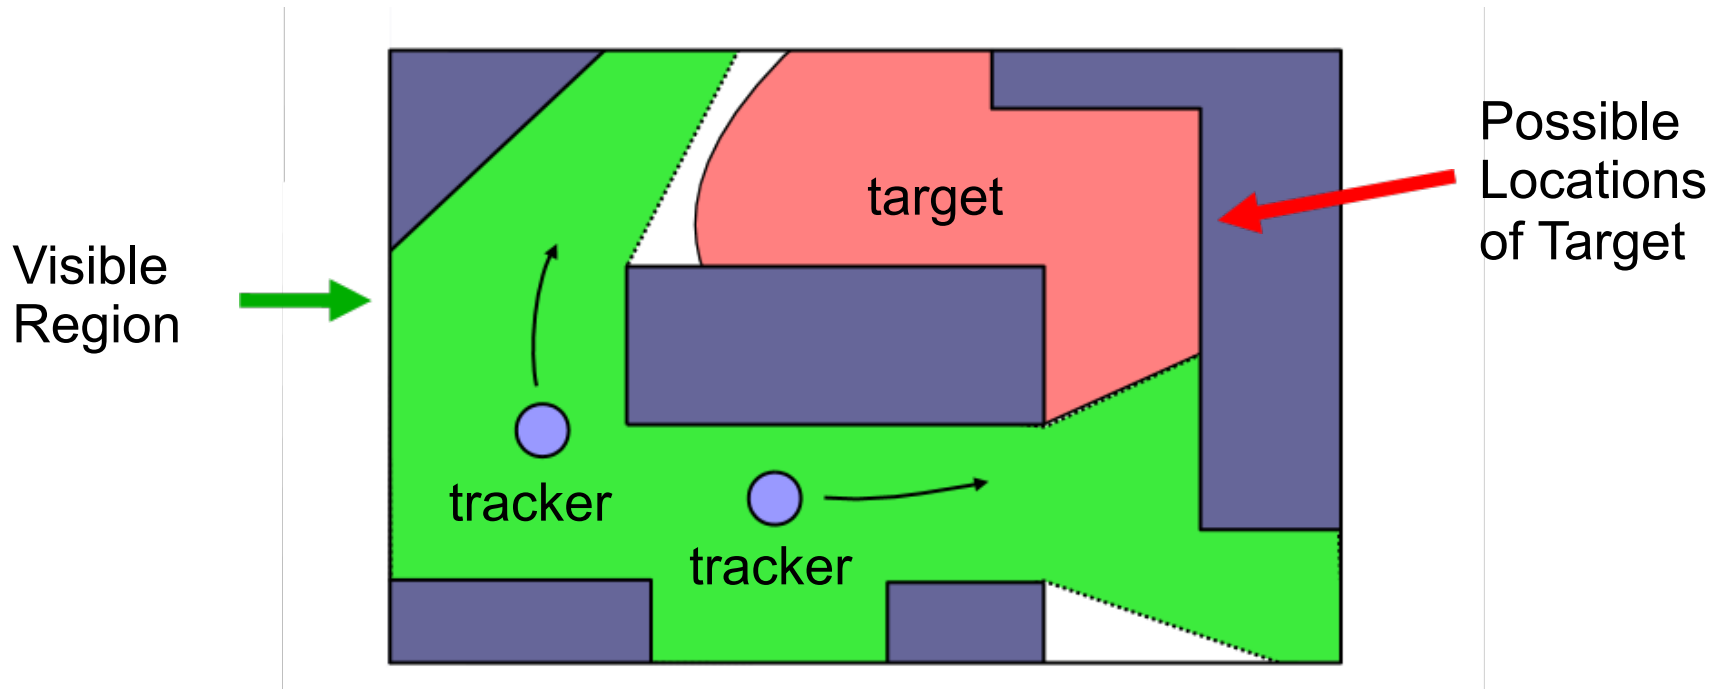 Visible
Region
target
tracker
tracker
Possible
Locations
of Target